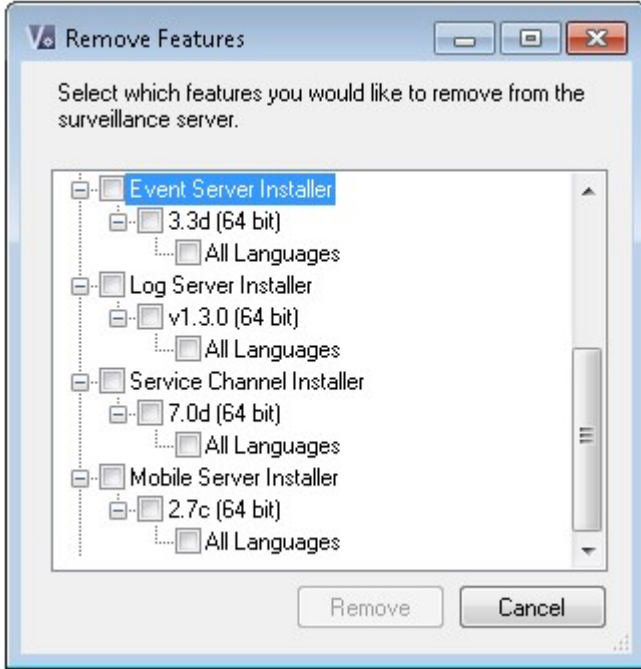 Remove Features
Select which features you would like to remove from the
surveillance server.
Event Server Installer
3.3d (64 bit)
All Languages
Log Server Installer
v1.3.0 (64 bit)
All Languages
Service Channel Installer
7.0d (64 bit)
All Languages
Mobile Server Installer
2.7c (64 bit)
All Languages
Remove
Cancel